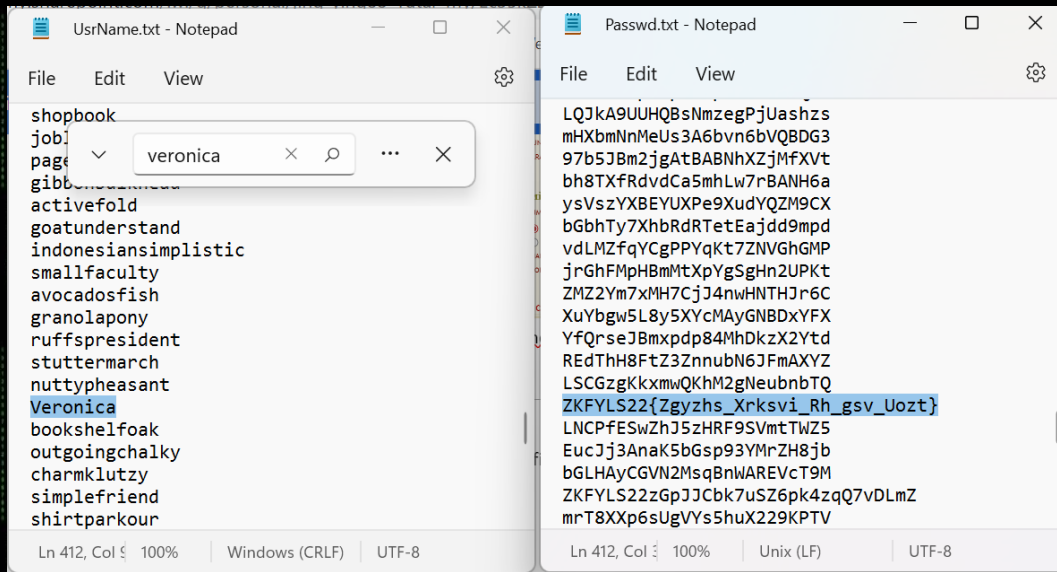 UsrName.txt - Notepad
File Edit View
shopbook
veronica
activefold
goatunderstand
indonesiansimplistic
smallfaculty
avocadosfish
granolapony
ruffspresident
stuttermarch
nuttypheasant
Veronica
bookshelfoak
outgoingchalky
charmklutzy
simplefriend
shirtparkour
Ln 412, Col 100% Windows (CRLF) UTF-8
Passwd.txt - Notepad
File Edit View
LQJkA9UUHQBsNmzegPjUashzs
mHXbmNnMeUs3A6bvn6bVQBDG3
97b5JBm2jgAtBABNhXZjMfXVt
bh8TXfRdvdCa5mhLw7rBANH6a
ysVszYXBEYUXPe9XudYQZM9CX
bGbhTy7XhbRdRTetEajdd9mpd
vdLMZfqYCgPPYqKt7ZNVGhGMP
jrGhFMpHBmMtXpYgSgHn2UPKt
ZMZ2Ym7xMH7CjJ4nwHNTHJr6C
XuYbgw5L8y5XYcMAyGNBDxYFX
YfQrseJBmxpdp84MhDkzX2Ytd
REdThH8FtZ3ZnnubN6JFmAXYZ
LSCGzgKkxmwQKhM2gNeubnbTQ
ZKFYLS22{Zgyzhs_Xrksvi_Rh_gsv_Uozt}
LNCPfESwZhJ5zHRF9SVmtTWZ5
EucJj3AnaK5bGsp93YMrZH8jb
bGLHAyCGVN2MsqBnWAREVcT9M
ZKFYLS22zGpJJCbk7uSZ6pk4zqQ7vDLmZ
mrT8XXp6sUgVYs5huX229KPTV
Ln 412, Col 100% Unix (LF) UTF-8